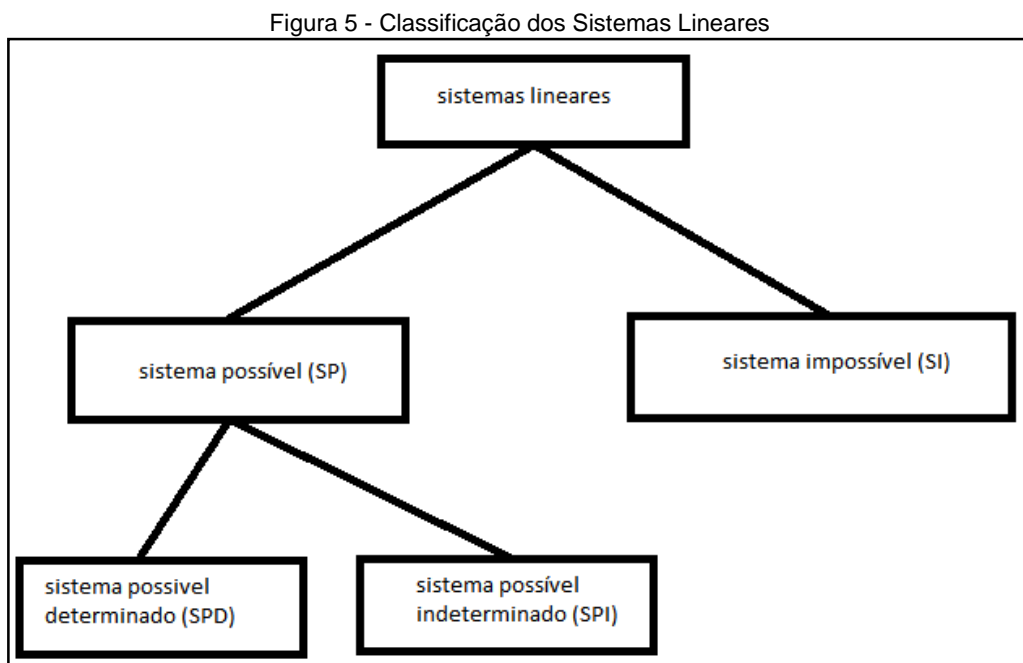 Figura 5 - Classificação dos Sistemas Lineares
sistemas lineares
sistema possível (SP)
sistema impossível (SI)
sistema possivel
determinado (SPD)
sistema possível
indeterminado (SPI)